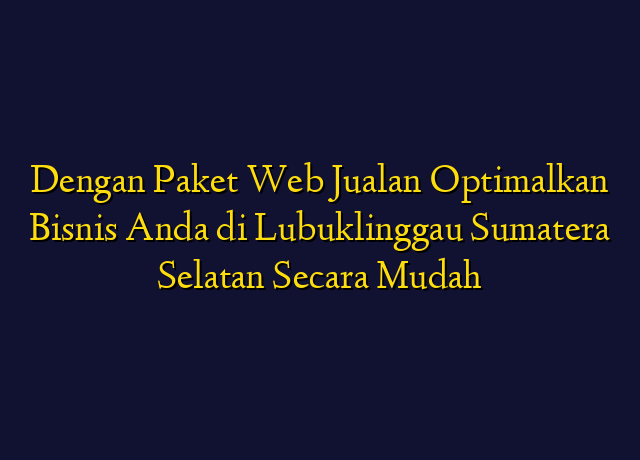 Dengan Paket Web Jualan Optimalkan
Bisnis Anda di Lubuklinggau Sumatera
Selatan Secara Mudah